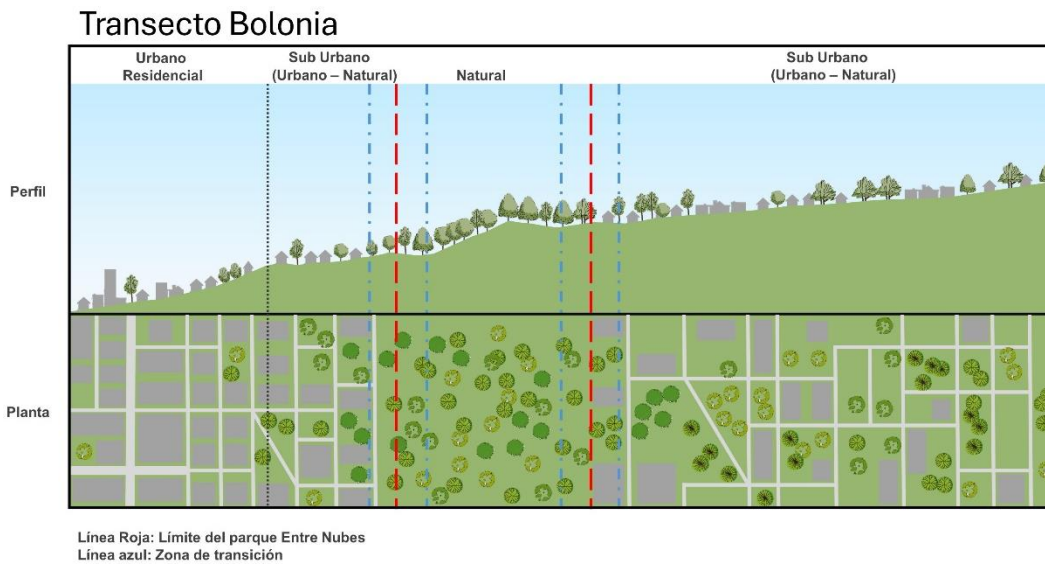 Transecto Bolonia
Urbano
Residencial
Sub Urbano
(Urbano – Natural)
Natural
Sub Urbano
(Urbano – Natural)
Perfil
Planta
Línea Roja: Límite del parque Entre Nubes
Línea azul: Zona de transición